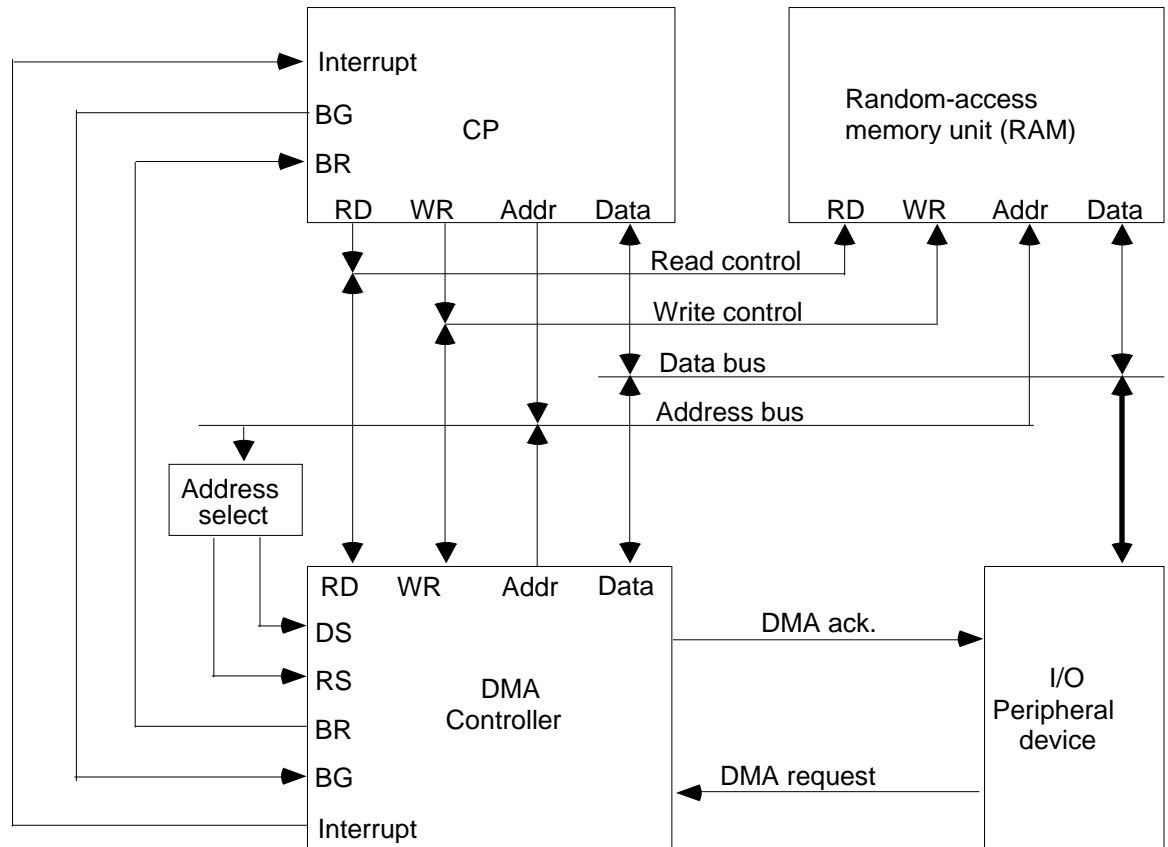 Interrupt
BG
CP
BR
RD WR Addr Data
Random-access
memory unit (RAM)
RD WR Addr Data
Read control
Write control
Data bus
Address bus
Address
select
RD WR Addr Data
DS
RS
BR
BG
Interrupt
DMA
Controller
DMA ack.
DMA request
I/O
Peripheral
device